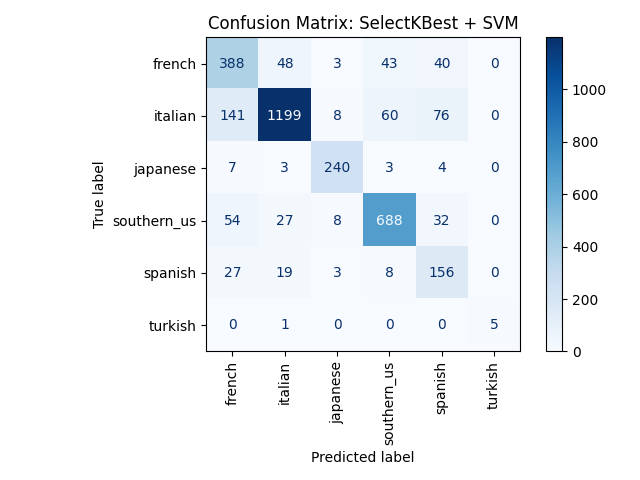 Confusion Matrix: SelectKBest + SVM
True label
french 388 48 3 43 40 0
italian 141 1199 8 60 76 0
japanese 7 3 240 3 4 0
southern_us 54 27 8 688 32 0
spanish 27 19 3 8 156 0
turkish 0 1 0 0 0 5
french italian japanese southern_us spanish turkish
Predicted label
1000
800
600
400
200
0